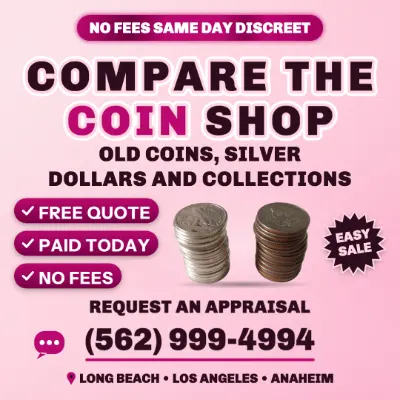 NO FEES SAME DAY DISCREET
COMPARE THE
COIN SHOP
OLD COINS, SILVER
DOLLARS AND COLLECTIONS
FREE QUOTE
PAID TODAY
NO FEES
EASY
SALE
REQUEST AN APPRAISAL
(562) 999-4994
LONG BEACH • LOS ANGELES • ANAHEIM